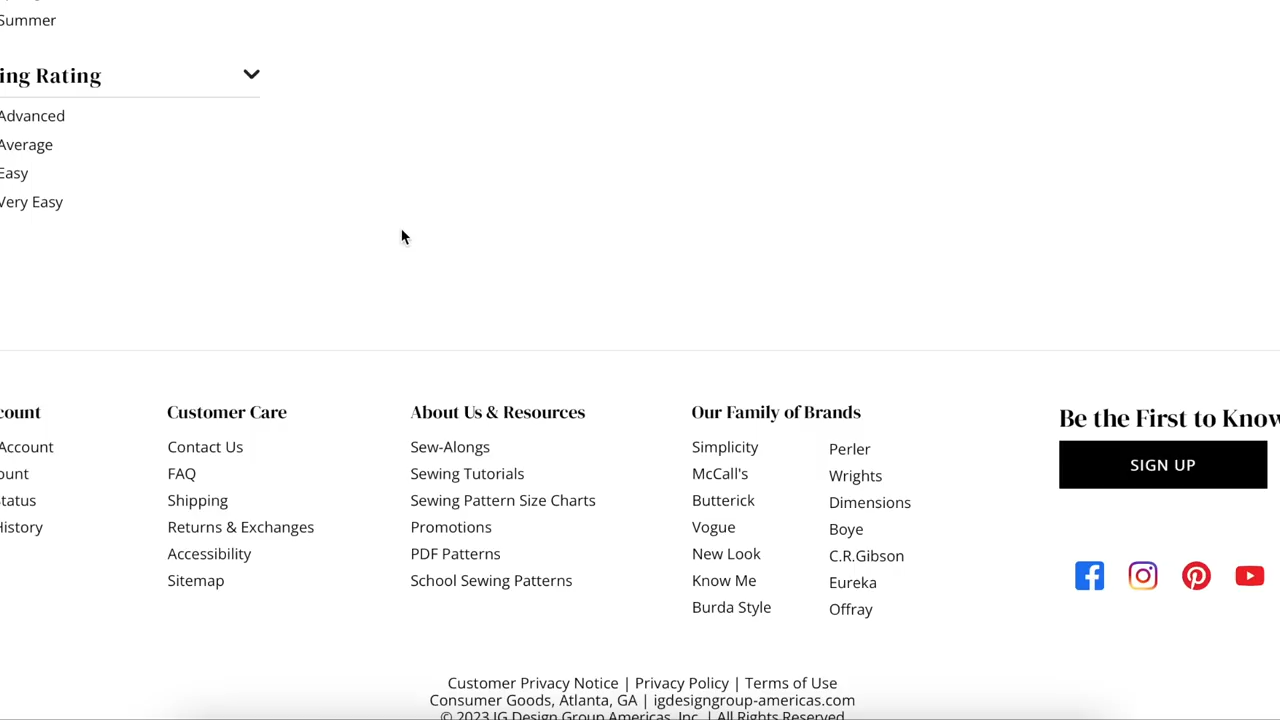 Summer
ing Rating
Advanced
Average
Easy
Very Easy
count
Account
ount
tatus
History
Customer Care
Contact Us
FAQ
Shipping
Returns & Exchanges
Accessibility
Sitemap
About Us & Resources
Sew-Alongs
Sewing Tutorials
Sewing Pattern Size Charts
Promotions
PDF Patterns
School Sewing Patterns
Our Family of Brands
Simplicity
McCall's
Butterick
Vogue
New Look
Know Me
Burda Style
Perler
Wrights
Dimensions
Boye
C.R.Gibson
Eureka
Offray
Be the First to Know
SIGN UP
Customer Privacy Notice | Privacy Policy | Terms of Use
Consumer Goods, Atlanta, GA | igdesigngroup-americas.com
© 2023 IG Design Group Americas, Inc. | All Rights Reserved